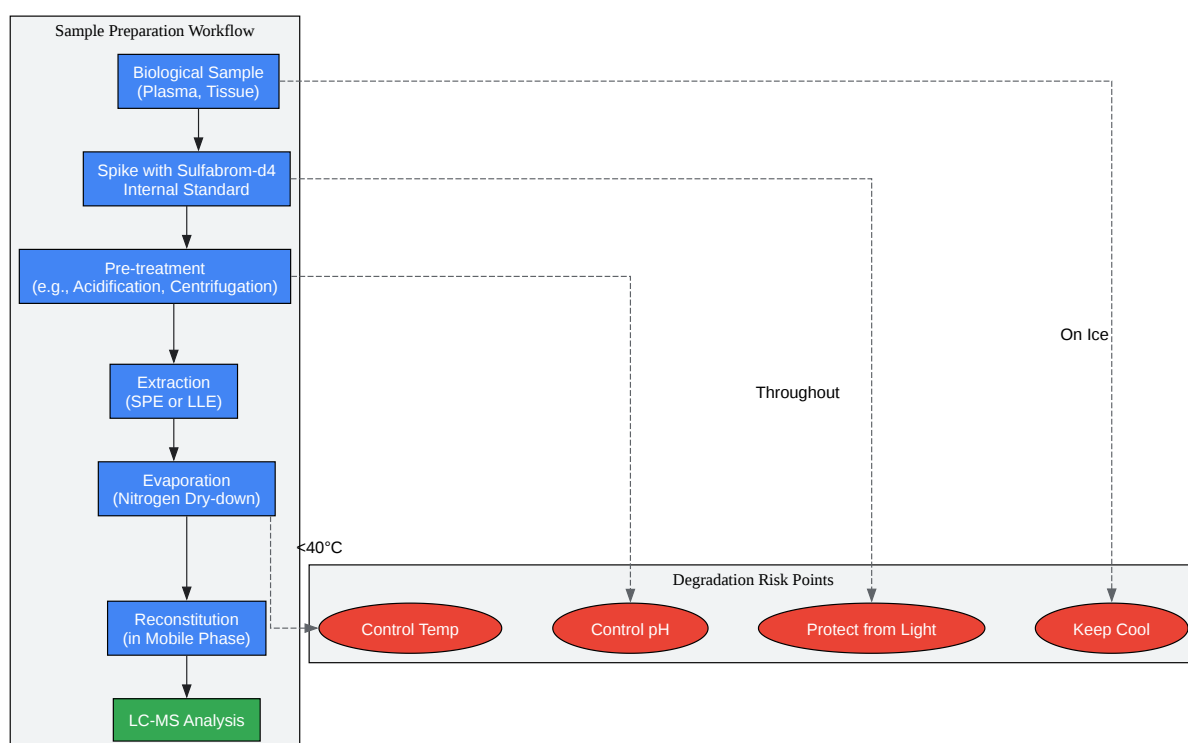 Sample Preparation Workflow
Biological Sample
(Plasma, Tissue)
Spike with Sulfabrom-d4
Internal Standard
Pre-treatment
(e.g., Acidification, Centrifugation)
On Ice
Extraction
(SPE or LLE)
Throughout
Evaporation
(Nitrogen Dry-down)
<40°C
Degradation Risk Points
Reconstitution
(in Mobile Phase)
Control Temp
Control pH
Protect from Light
Keep Cool
LC-MS Analysis